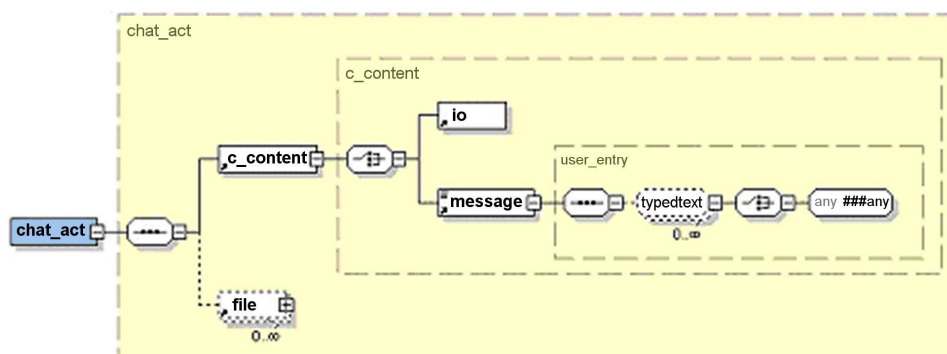 chat_act
c_content
io
user_entry
c_content
message
typedtext
any ###any
0..∞
chat_act
file
0..∞